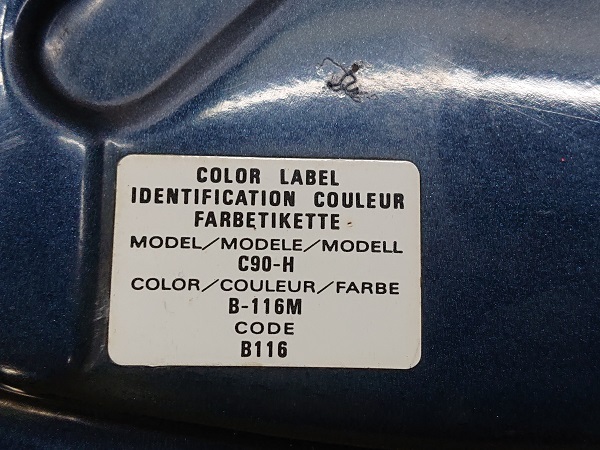 COLOR LABEL
IDENTIFICATION COULEUR
FARBETIKETTE
MODEL/MODELE/MODELL
C90-H
COLOR/COULEUR/FARBE
B-116M
CODE
B116